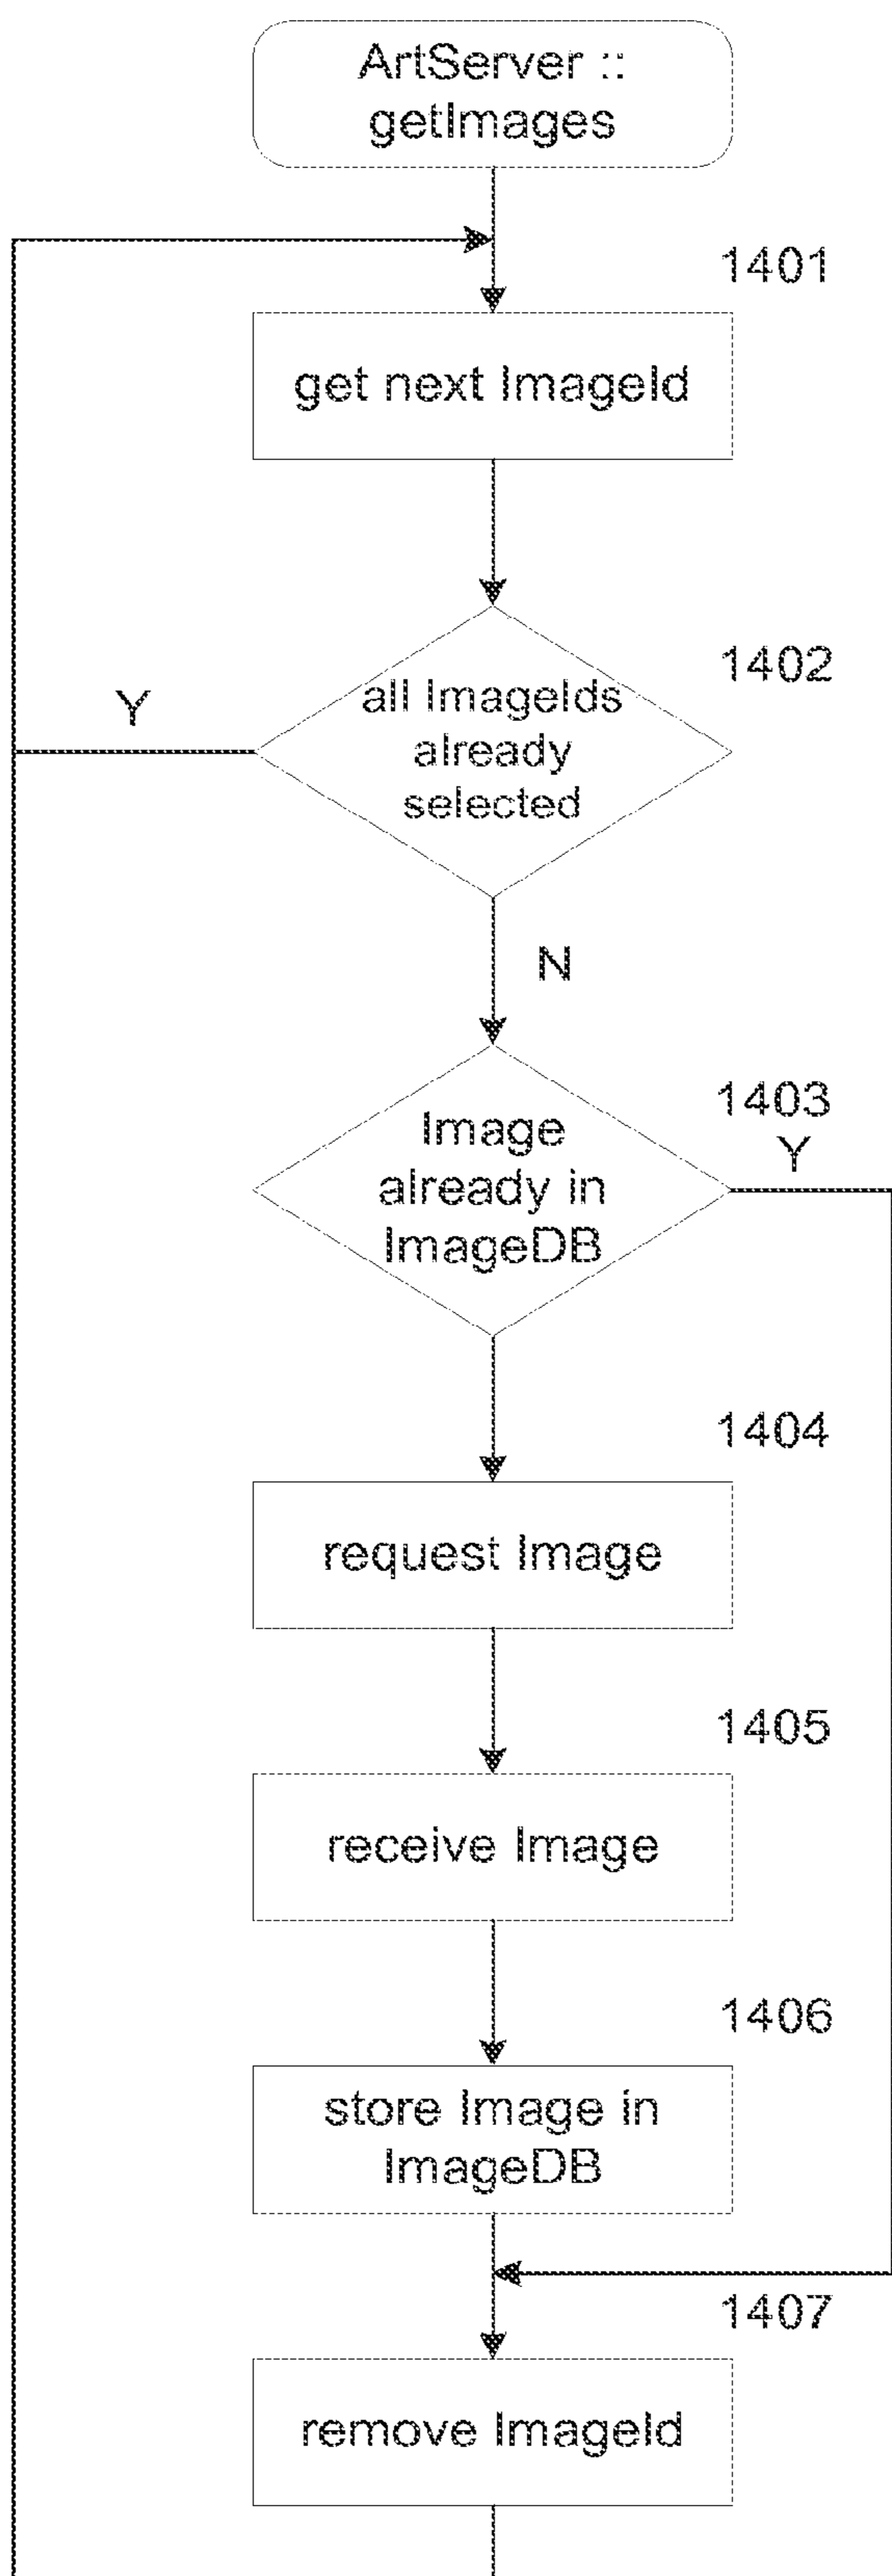 ArtServer ::
getImages
1401
get next ImageId
1402
all ImageIds
already
selected
Y
N
1403
Y
Image
already in
ImageDB
1404
request Image
1405
receive Image
1406
store Image in
ImageDB
1407
remove ImageId